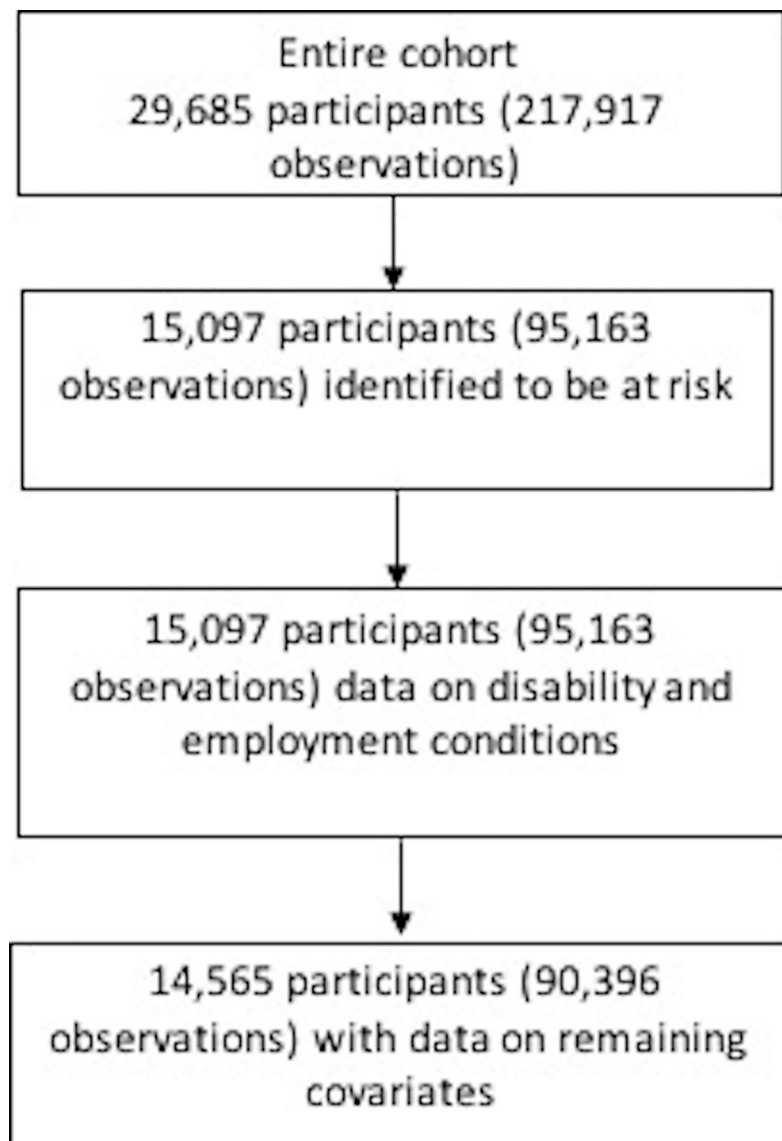 Entire cohort
29,685 participants (217,917
observations)
15,097 participants (95,163
observations) identified to be at risk
15,097 participants (95,163
observations) data on disability and
employment conditions
14,565 participants (90,396
observations) with data on remaining
covariates